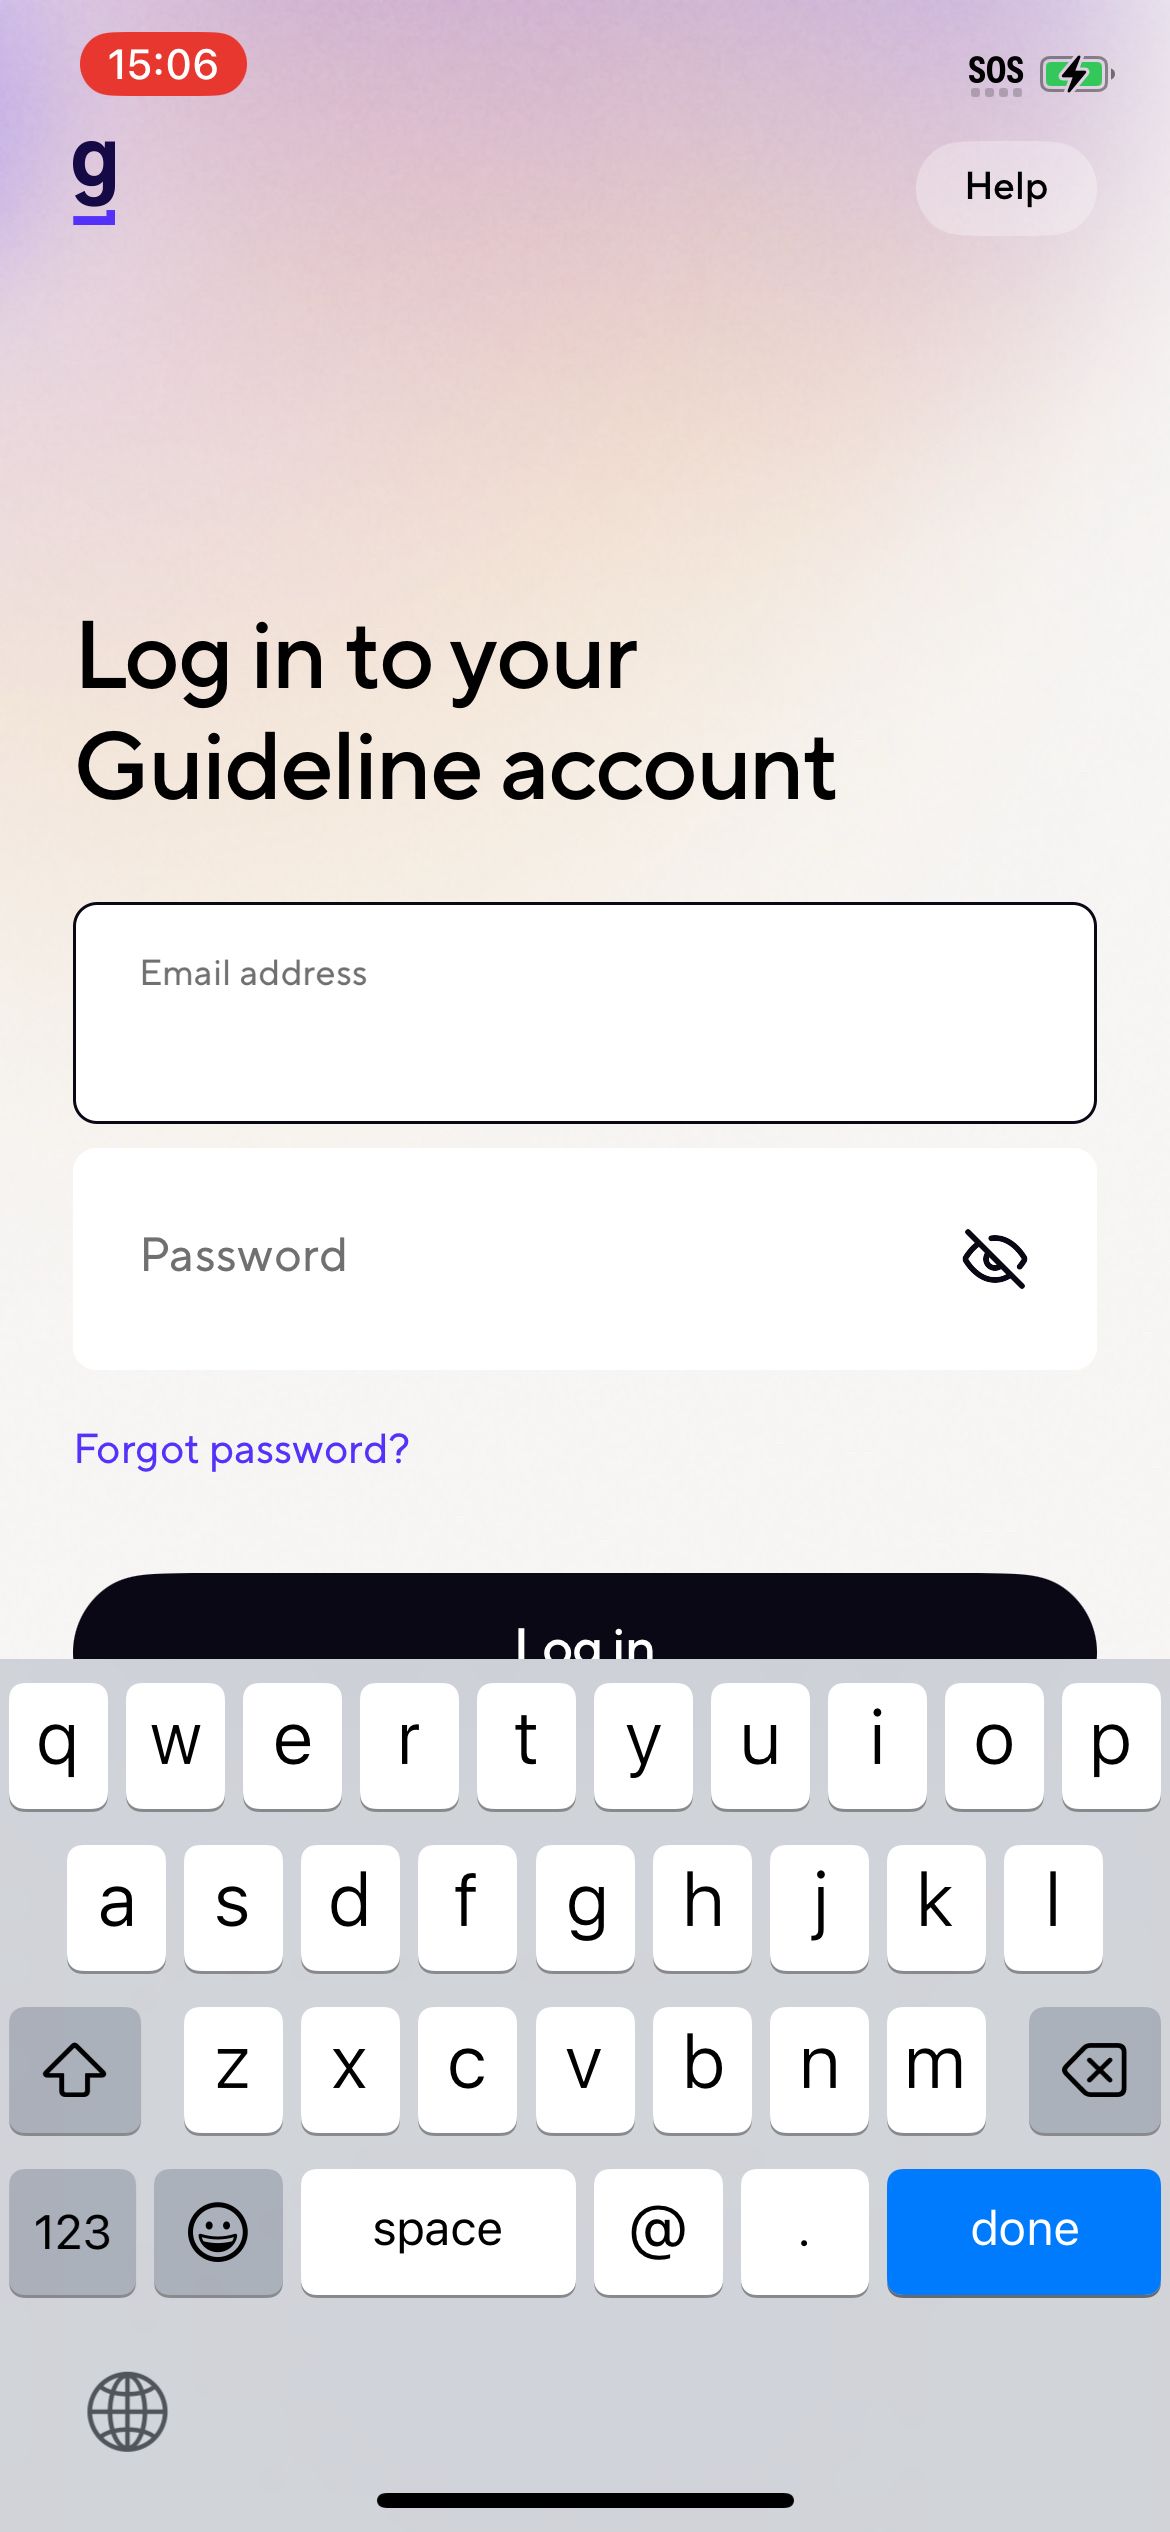 15:06
SOS
g
Help
Log in to your
Guideline account
Email address
Password
Forgot password?
Log in
q w e r t y u i o p
a s d f g h j k l
z x c v b n m
123 space @ . done